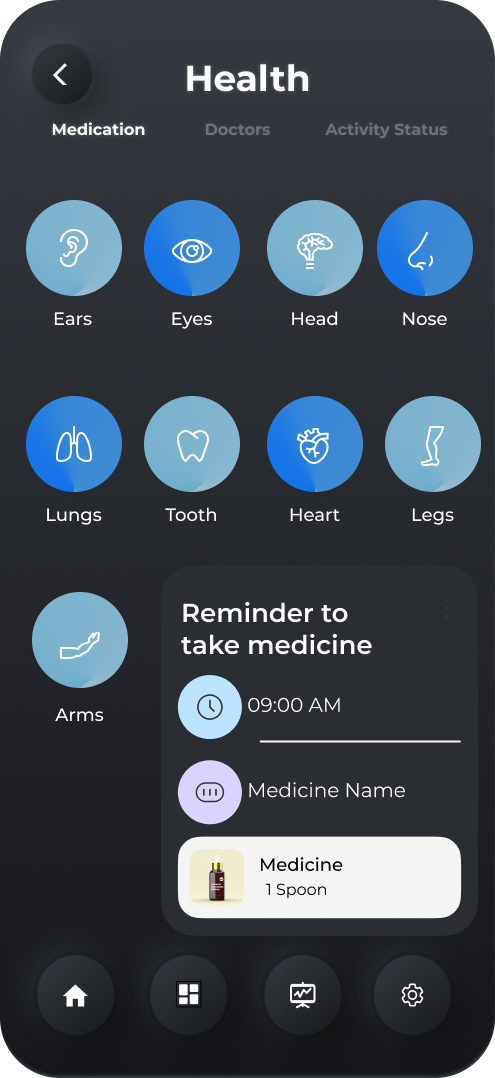 Health
Medication Doctors Activity Status
Ears Eyes Head Nose
Lungs Tooth Heart Legs
Arms
Reminder to
take medicine
09:00 AM
Medicine Name
Medicine
1 Spoon